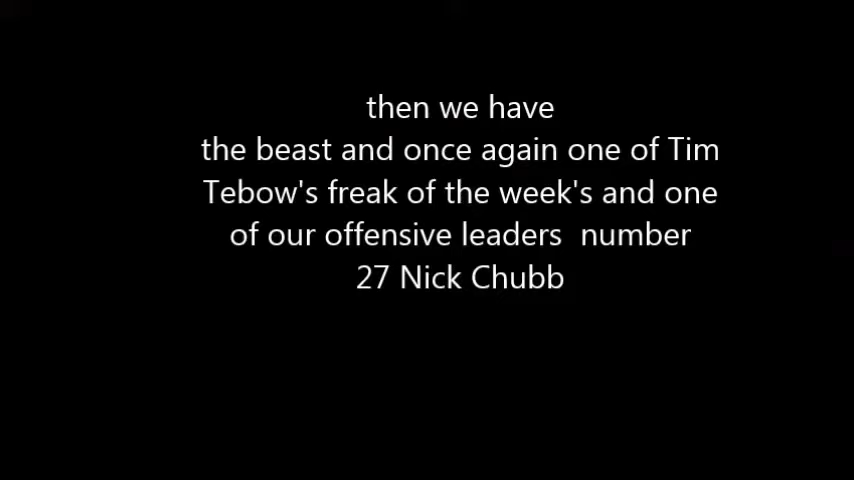 then we have
the beast and once again one of Tim
Tebow's freak of the week's and one
of our offensive leaders  number
27 Nick Chubb